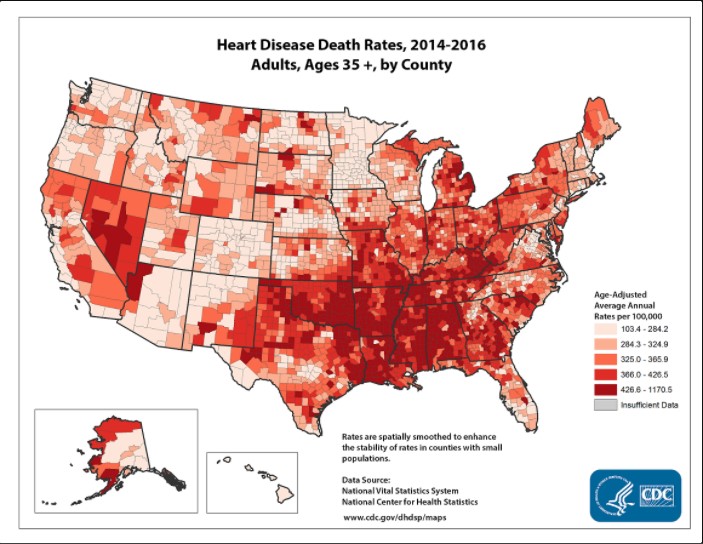 Heart Disease Death Rates, 2014-2016
Adults, Ages 35 +, by County
Age-Adjusted
Average Annual
Rates per 100,000
103.4 - 284.2
284.3 - 324.9
325.0 - 365.9
366.0 - 426.5
426.6 - 1170.5
Insufficient Data
Rates are spatially smoothed to enhance
the stability of rates in counties with small
populations.
Data Source:
National Vital Statistics System
National Center for Health Statistics
www.cdc.gov/dhdsp/maps
CDC